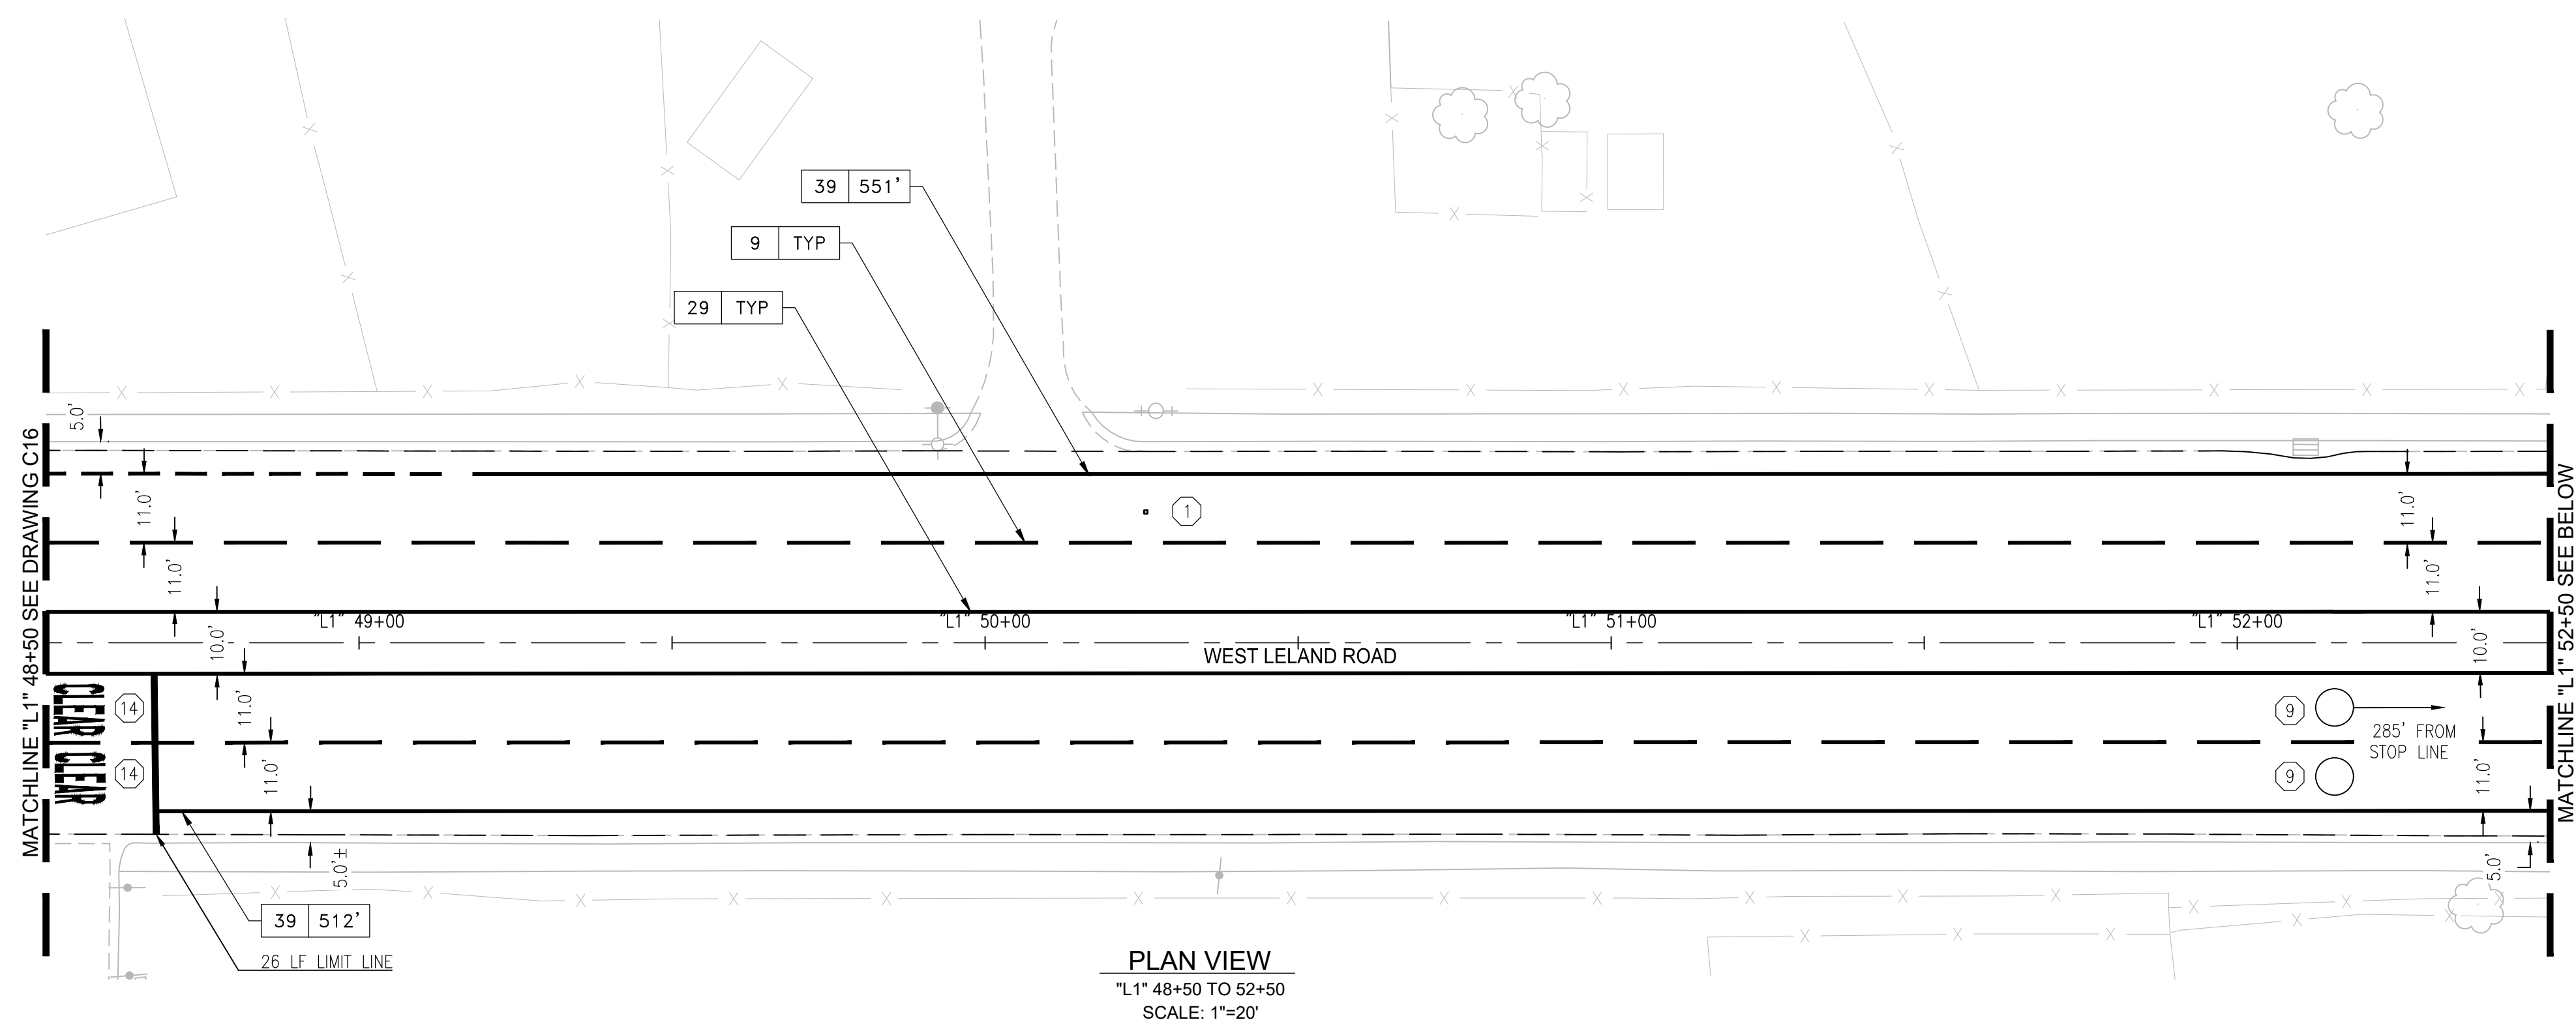 39 551'
9 TYP
29 TYP
5.0'
11.0'
11.0'
10.0'
11.0'
11.0'
5.0'±
MATCHLINE "L1" 48+50 SEE DRAWING C16
1
"L1" 49+00
"L1" 50+00
"L1" 51+00
"L1" 52+00
WEST LELAND ROAD
CLEAR
14
CLEAR
14
39 512'
26 LF LIMIT LINE
11.0'
11.0'
10.0'
9
285' FROM
STOP LINE
9
11.0'
5.0'
MATCHLINE "L1" 52+50 SEE BELOW
PLAN VIEW
"L1" 48+50 TO 52+50
SCALE: 1"=20'